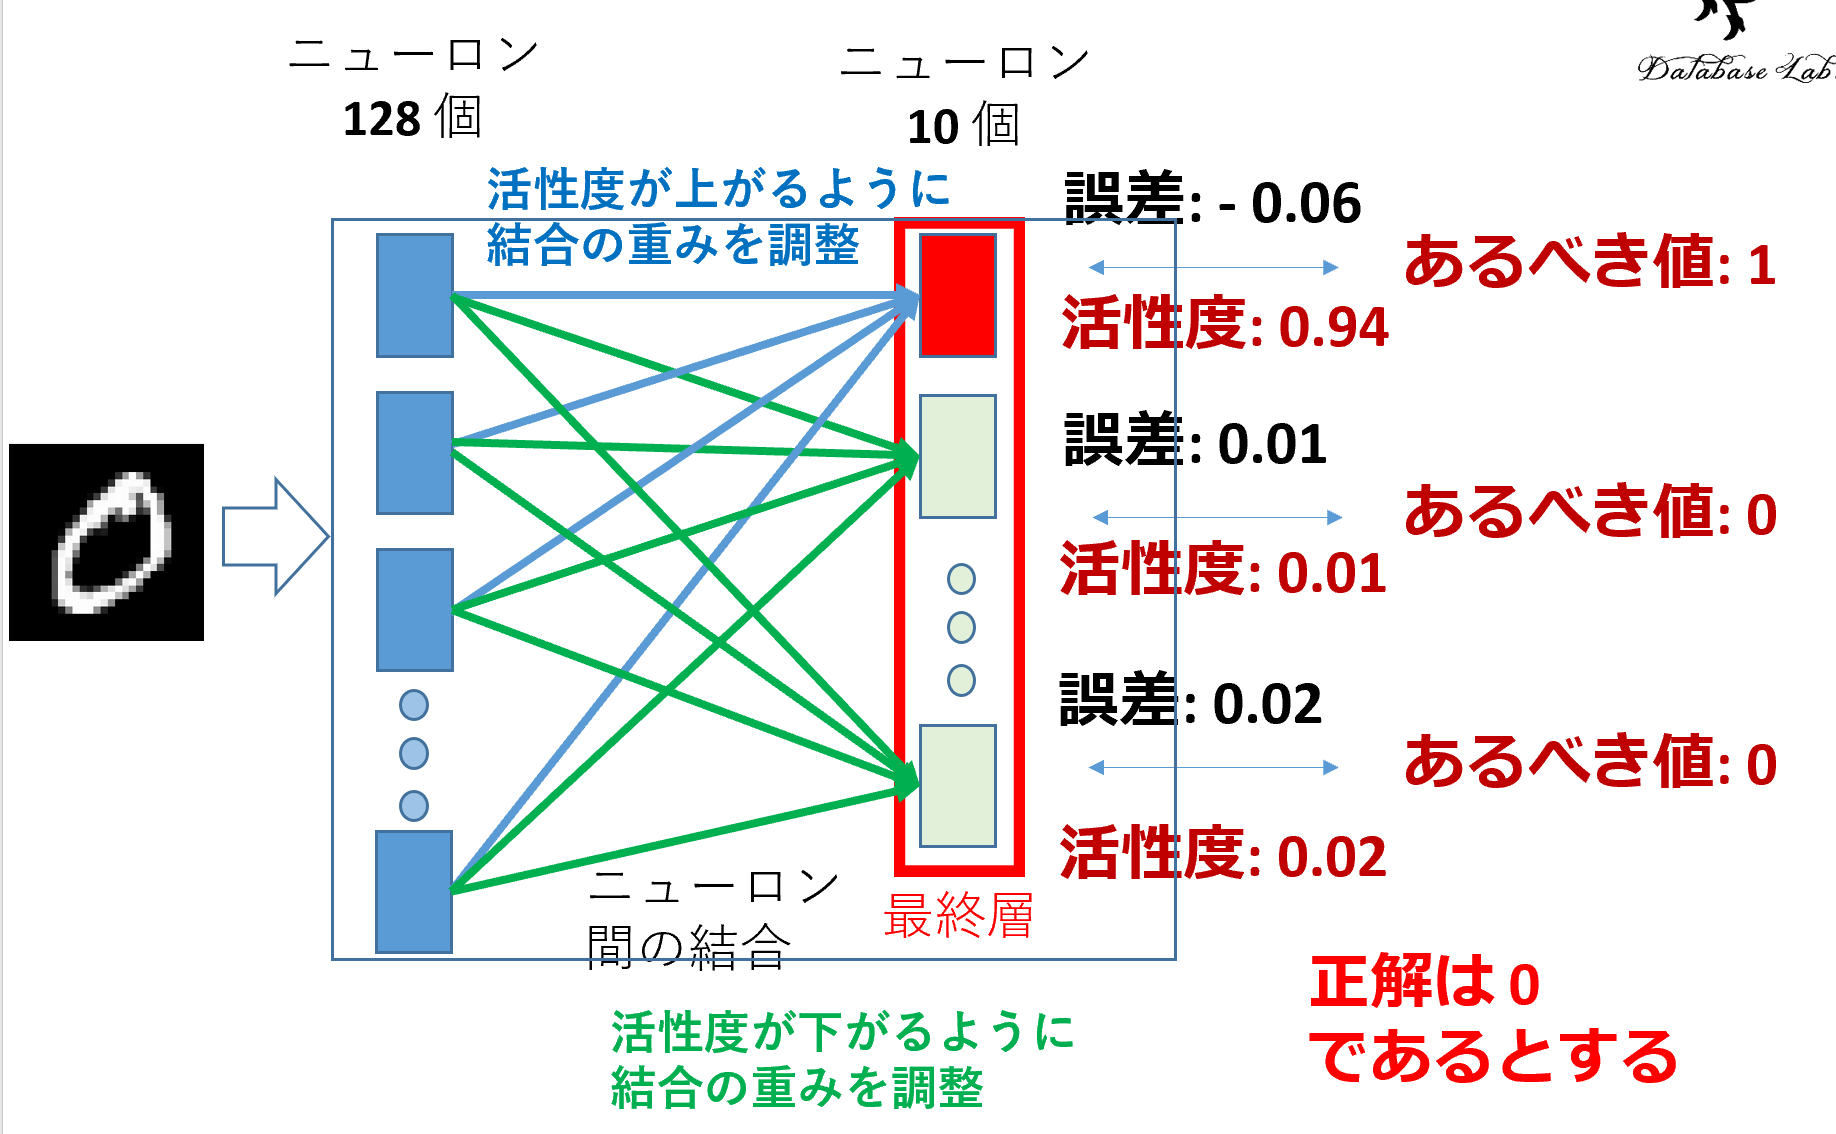 ニューロン
128 個
ニューロン
10 個
Database Lab
活性度が上がるように
結合の重みを調整
誤差: - 0.06
あるべき値: 1
活性度: 0.94
誤差: 0.01
あるべき値: 0
活性度: 0.01
誤差: 0.02
あるべき値: 0
活性度: 0.02
ニューロン
間の結合
最終層
正解は 0
であるとする
活性度が下がるように
結合の重みを調整